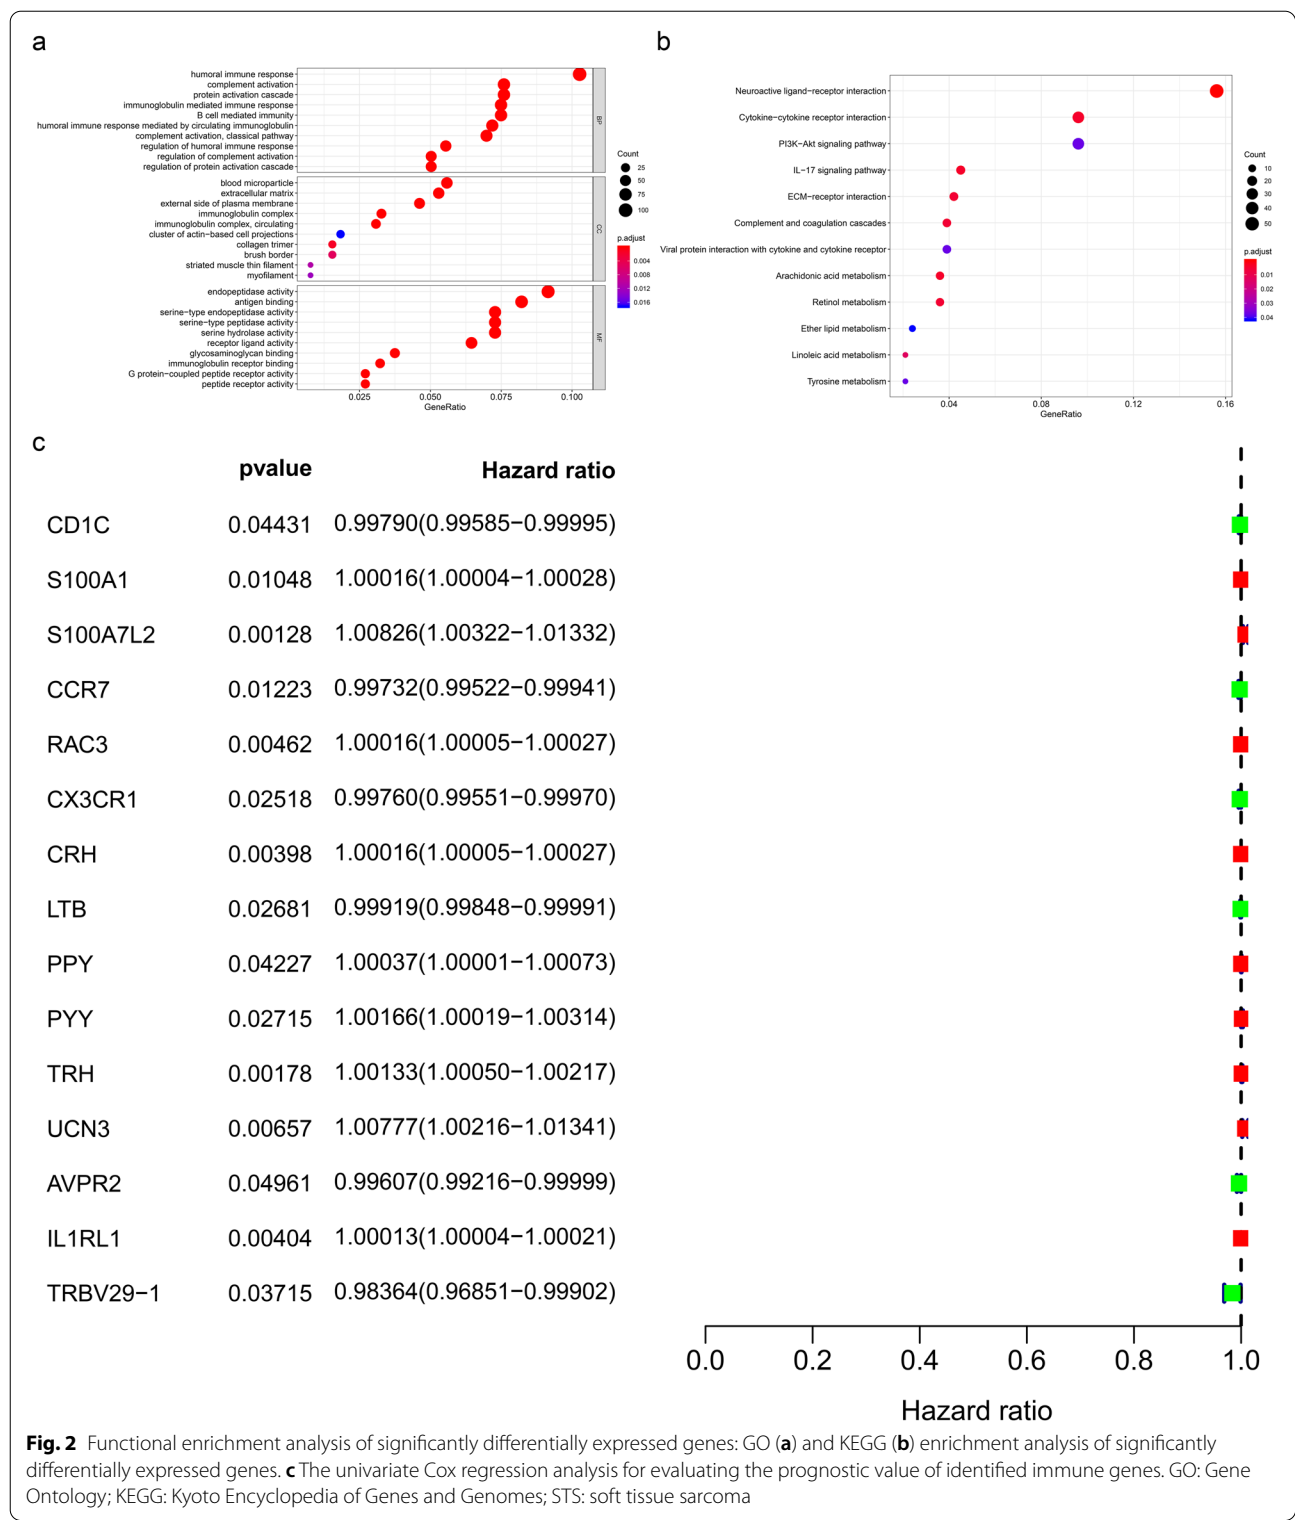 a
humoral immune response
complement activation
protein activation cascade
immunoglobulin mediated immune response
B cell mediated immunity
humoral immune response mediated by circulating immunoglobulin
complement activation, classical pathway
regulation of humoral immune response
regulation of complement activation
regulation of protein activation cascade
BP
blood microparticle
extracellular matrix
external side of plasma membrane
immunoglobulin complex
immunoglobulin complex, circulating
cluster of actin−based cell projections
collagen trimer
brush border
striated muscle thin filament
myofilament
CC
endopeptidase activity
antigen binding
serine−type endopeptidase activity
serine−type peptidase activity
serine hydrolase activity
receptor ligand activity
glycosaminoglycan binding
immunoglobulin receptor binding
G protein−coupled peptide receptor activity
peptide receptor activity
MF
0.025 0.050 0.075 0.100
GeneRatio
Count
25
50
75
100
p.adjust
0.004
0.008
0.012
0.016
b
Neuroactive ligand−receptor interaction
Cytokine−cytokine receptor interaction
PI3K−Akt signaling pathway
IL−17 signaling pathway
ECM−receptor interaction
Complement and coagulation cascades
Viral protein interaction with cytokine and cytokine receptor
Arachidonic acid metabolism
Retinol metabolism
Ether lipid metabolism
Linoleic acid metabolism
Tyrosine metabolism
0.04 0.08 0.12 0.16
GeneRatio
Count
10
20
30
40
50
p.adjust
0.01
0.02
0.03
0.04
c
pvalue Hazard ratio
CD1C 0.04431 0.99790(0.99585−0.99995)
S100A1 0.01048 1.00016(1.00004−1.00028)
S100A7L2 0.00128 1.00826(1.00322−1.01332)
CCR7 0.01223 0.99732(0.99522−0.99941)
RAC3 0.00462 1.00016(1.00005−1.00027)
CX3CR1 0.02518 0.99760(0.99551−0.99970)
CRH 0.00398 1.00016(1.00005−1.00027)
LTB 0.02681 0.99919(0.99848−0.99991)
PPY 0.04227 1.00037(1.00001−1.00073)
PYY 0.02715 1.00166(1.00019−1.00314)
TRH 0.00178 1.00133(1.00050−1.00217)
UCN3 0.00657 1.00777(1.00216−1.01341)
AVPR2 0.04961 0.99607(0.99216−0.99999)
IL1RL1 0.00404 1.00013(1.00004−1.00021)
TRBV29−1 0.03715 0.98364(0.96851−0.99902)
0.0 0.2 0.4 0.6 0.8 1.0
Hazard ratio
Fig. 2 Functional enrichment analysis of significantly differentially expressed genes: GO (a) and KEGG (b) enrichment analysis of significantly
differentially expressed genes. c The univariate Cox regression analysis for evaluating the prognostic value of identified immune genes. GO: Gene
Ontology; KEGG: Kyoto Encyclopedia of Genes and Genomes; STS: soft tissue sarcoma